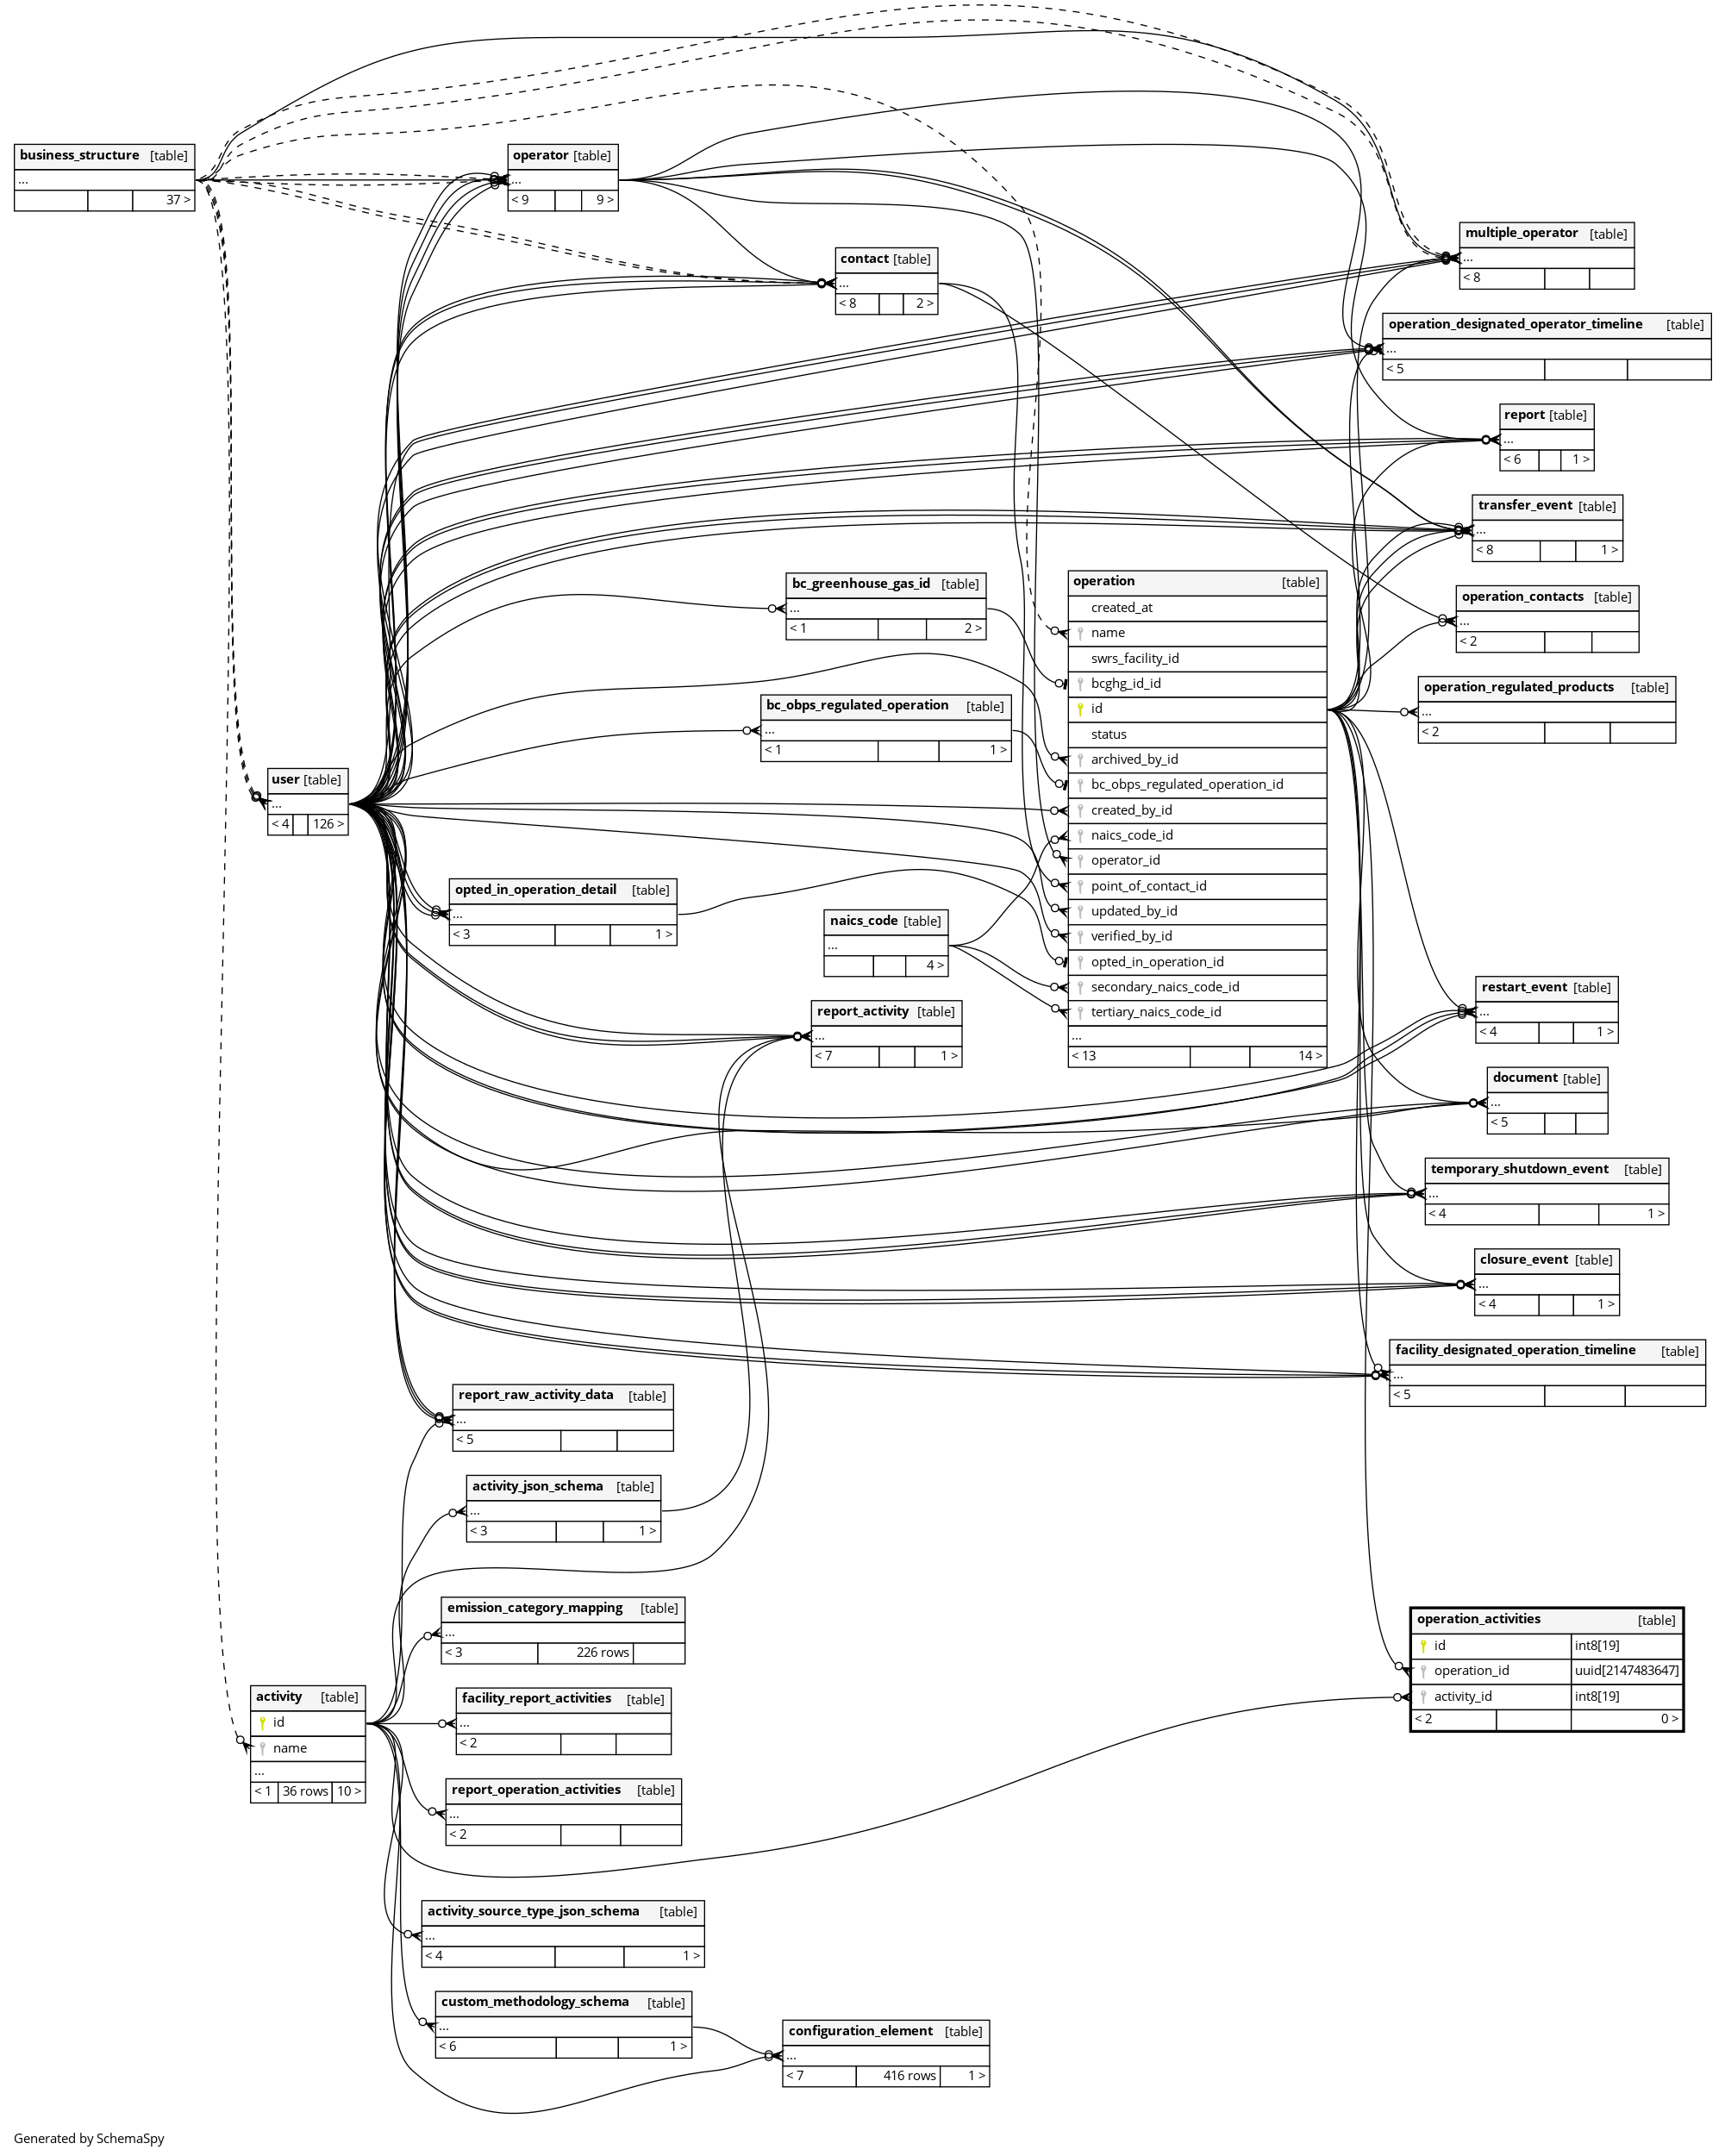 business_structure [table]
...
37 >
operator [table]
...
< 9 9 >
contact [table]
...
< 8 2 >
multiple_operator [table]
...
< 8
operation_designated_operator_timeline [table]
...
< 5
report [table]
...
< 6 1 >
transfer_event [table]
...
< 8 1 >
bc_greenhouse_gas_id [table]
...
< 1 2 >
operation [table]
created_at
name
swrs_facility_id
bcghg_id_id
id
status
archived_by_id
bc_obps_regulated_operation_id
created_by_id
naics_code_id
operator_id
point_of_contact_id
updated_by_id
verified_by_id
opted_in_operation_id
secondary_naics_code_id
tertiary_naics_code_id
...
< 13 14 >
operation_contacts [table]
...
< 2
operation_regulated_products [table]
...
< 2
bc_obps_regulated_operation [table]
...
< 1 1 >
user [table]
...
< 4 126 >
opted_in_operation_detail [table]
...
< 3 1 >
naics_code [table]
...
4 >
report_activity [table]
...
< 7 1 >
restart_event [table]
...
< 4 1 >
document [table]
...
< 5
temporary_shutdown_event [table]
...
< 4 1 >
closure_event [table]
...
< 4 1 >
facility_designated_operation_timeline [table]
...
< 5
report_raw_activity_data [table]
...
< 5
activity_json_schema [table]
...
< 3 1 >
emission_category_mapping [table]
...
< 3 226 rows
operation_activities [table]
id int8[19]
operation_id uuid[2147483647]
activity_id int8[19]
< 2 0 >
activity [table]
id
name
...
< 1 36 rows 10 >
facility_report_activities [table]
...
< 2
report_operation_activities [table]
...
< 2
activity_source_type_json_schema [table]
...
< 4 1 >
custom_methodology_schema [table]
...
< 6 1 >
configuration_element [table]
...
< 7 416 rows 1 >
Generated by SchemaSpy